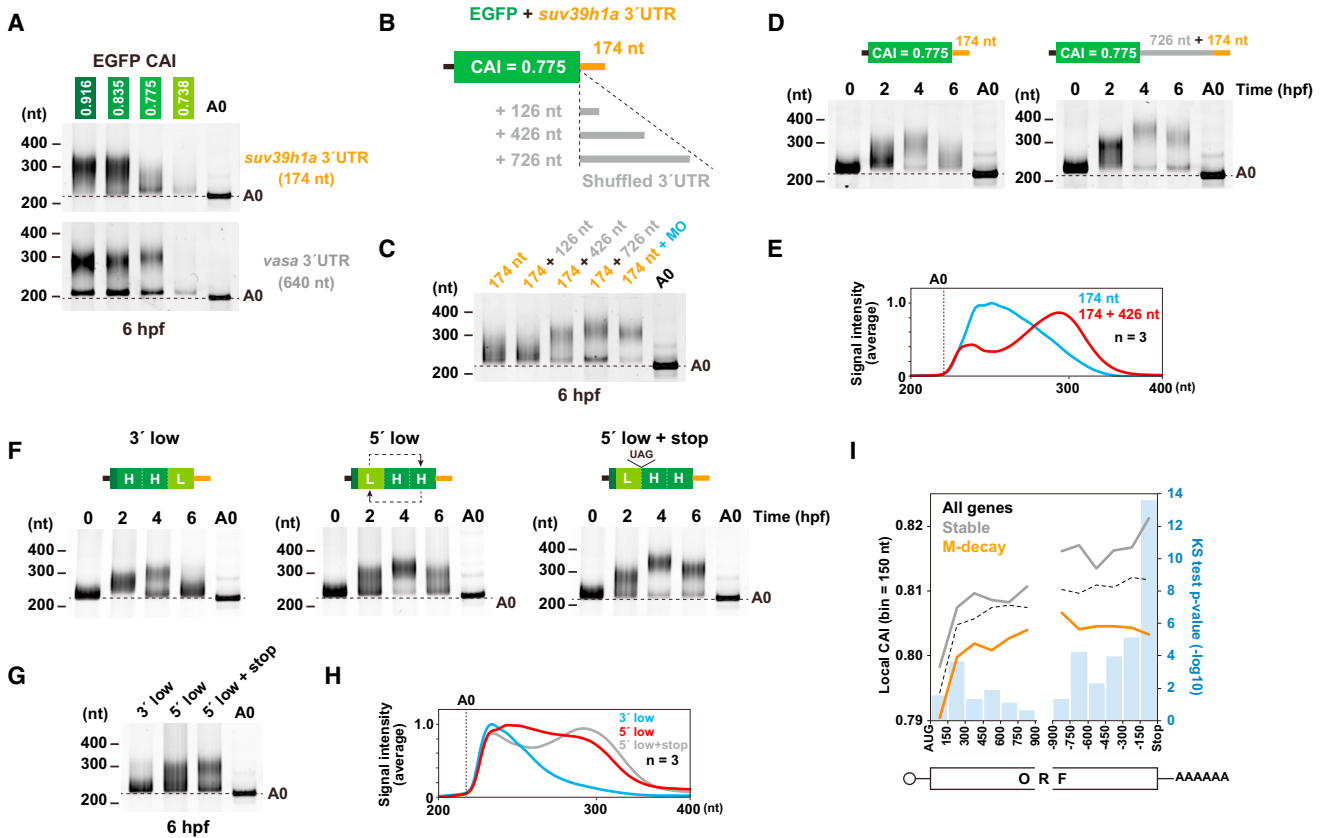 A
EGFP CAI
0.916
0.835
0.775
0.738
A0
(nt)
400
300
200
suv39h1a 3´UTR
(174 nt)
A0
300
200
vasa 3´UTR
(640 nt)
A0
6 hpf
B
EGFP + suv39h1a 3´UTR
174 nt
CAI = 0.775
+ 126 nt
+ 426 nt
+ 726 nt
Shuffled 3´UTR
C
174 nt
174 + 126 nt
174 + 426 nt
174 + 726 nt
174 nt + MO
A0
(nt)
400
300
200
A0
6 hpf
D
174 nt
CAI = 0.775
726 nt + 174 nt
CAI = 0.775
0 2 4 6 A0
0 2 4 6 A0 Time (hpf)
(nt)
400
300
200
(nt)
400
300
200
A0
E
A0
174 nt
174 + 426 nt
n = 3
Signal intensity
(average)
1.0
0
200 300 400 (nt)
F
3´ low
H H L
0 2 4 6 A0
(nt)
400
300
200
5´ low
L H H
0 2 4 6 A0
(nt)
400
300
200
5´ low + stop
UAG
L H H
0 2 4 6 A0 Time (hpf)
(nt)
400
300
200
A0
G
3´ low
5´ low
5´ low + stop
A0
(nt)
400
300
200
A0
6 hpf
H
A0
3´ low
5´ low
5´ low+stop
n = 3
Signal intensity
(average)
1.0
0
200 300 400 (nt)
I
All genes
Stable
M-decay
Local CAI (bin = 150 nt)
0.82
0.81
0.80
0.79
14
12
10
8
6
4
2
0
KS test p-value (-log10)
AUG 150 300 450 600 750 900 -900 -750 -600 -450 -300 -150 Stop
O R F
AAAAAA